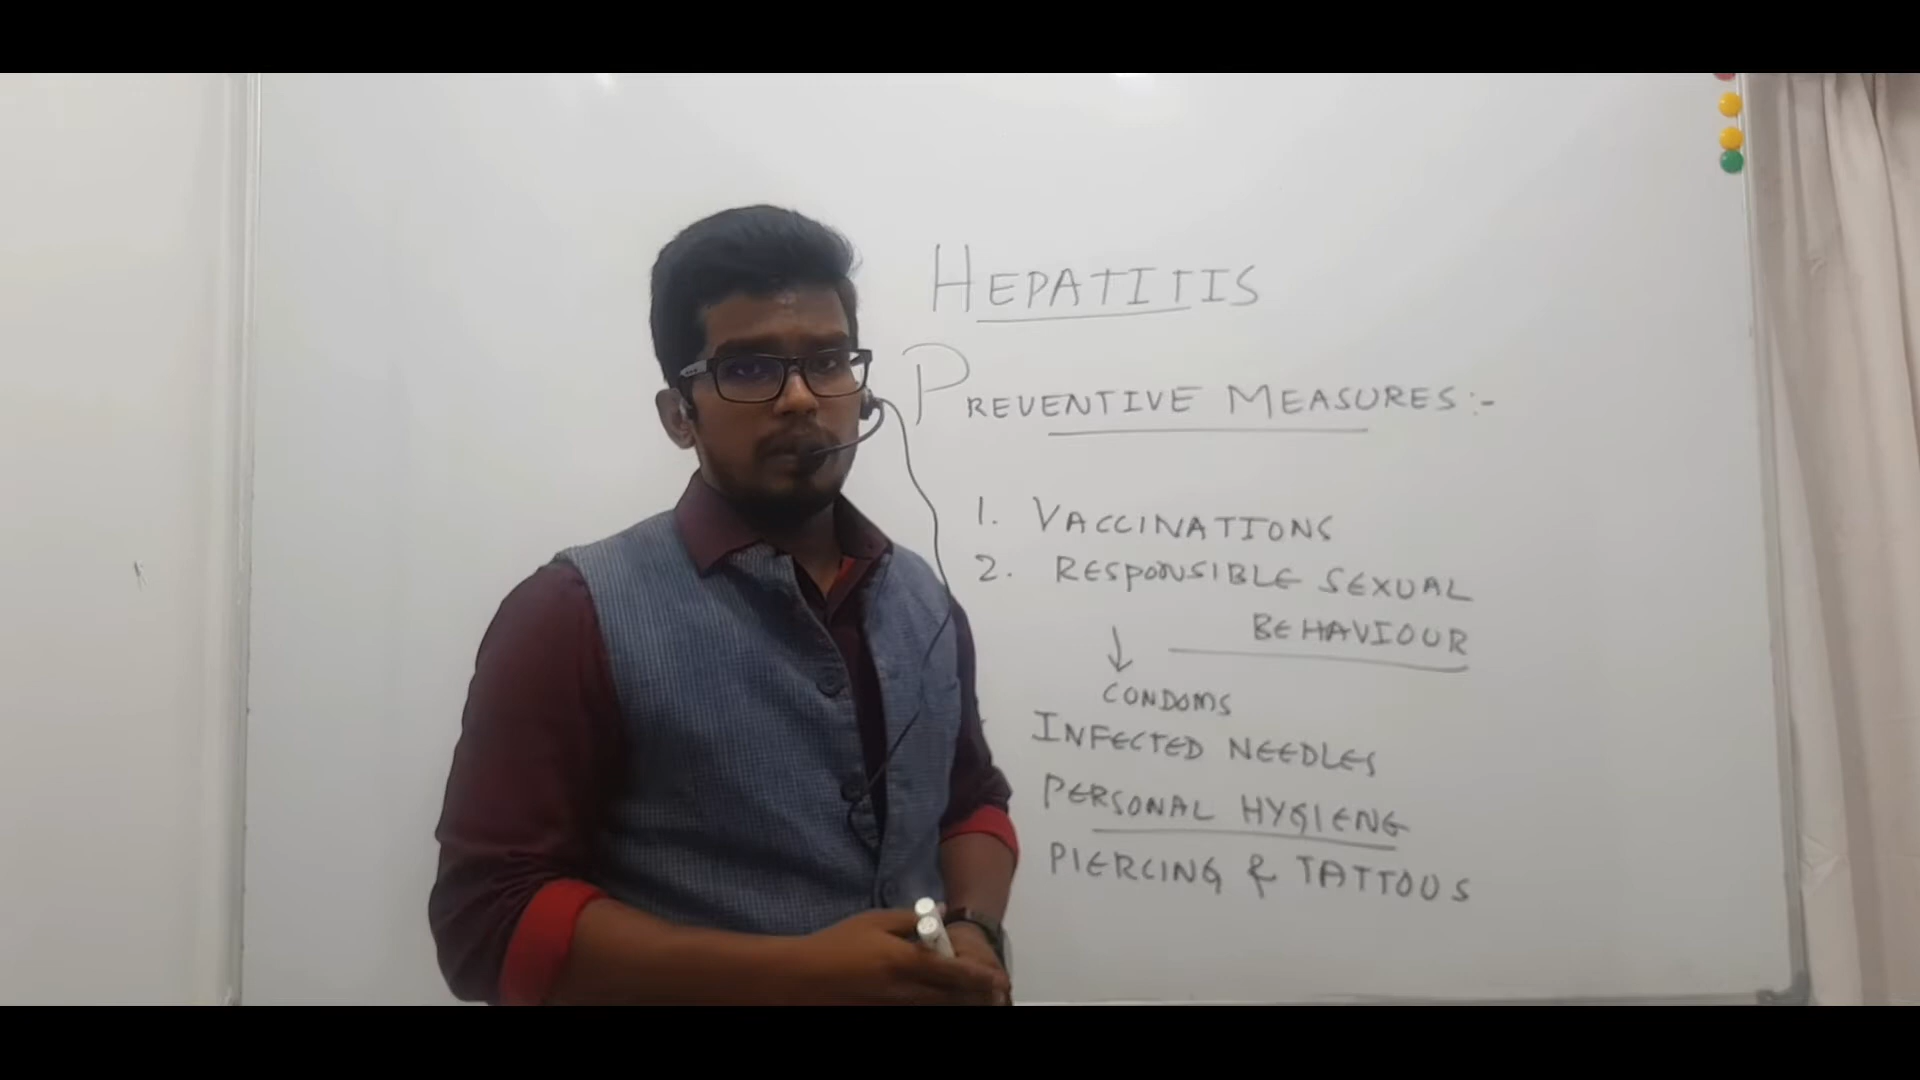 HEPATITIS
PREVENTIVE MEASURES:-
1. VACCINATIONS
2. RESPONSIBLE SEXUAL
BEHAVIOUR
↓
CONDOMS
INFECTED NEEDLES
PERSONAL HYGIENE
PIERCING & TATTOUS